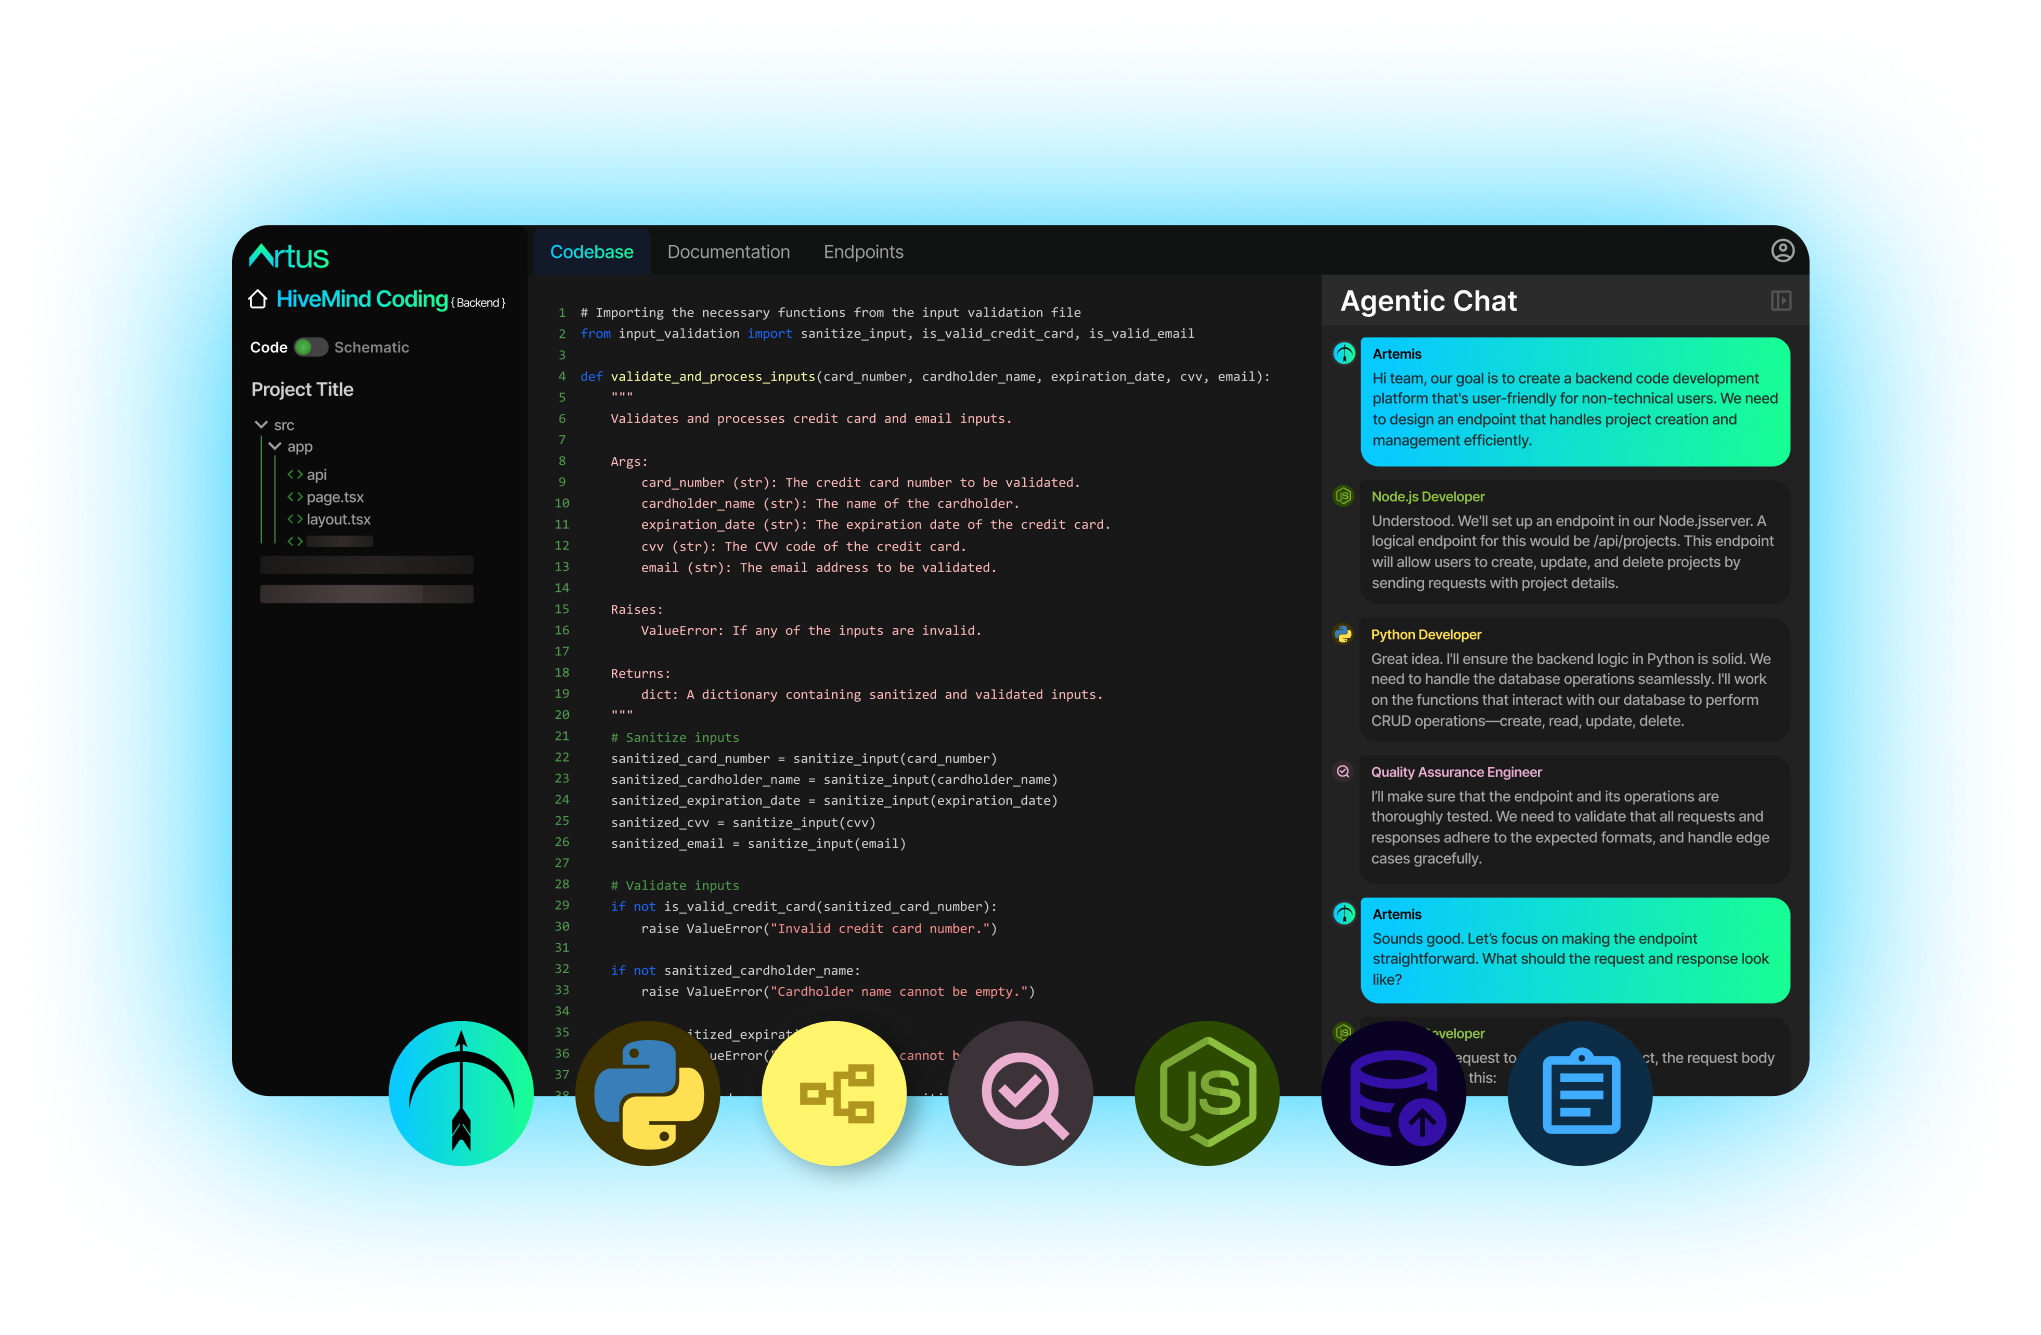 Artus
HiveMind Coding { Backend }
Code Schematic
Project Title
src
app
<> api
<> page.tsx
<> layout.tsx
<>
Codebase Documentation Endpoints
1 # Importing the necessary functions from the input validation file
2 from input_validation import sanitize_input, is_valid_credit_card, is_valid_email
3
4 def validate_and_process_inputs(card_number, cardholder_name, expiration_date, cvv, email):
5 """
6 Validates and processes credit card and email inputs.
7
8 Args:
9 card_number (str): The credit card number to be validated.
10 cardholder_name (str): The name of the cardholder.
11 expiration_date (str): The expiration date of the credit card.
12 cvv (str): The CVV code of the credit card.
13 email (str): The email address to be validated.
14
15 Raises:
16 ValueError: If any of the inputs are invalid.
17
18 Returns:
19 dict: A dictionary containing sanitized and validated inputs.
20 """
21 # Sanitize inputs
22 sanitized_card_number = sanitize_input(card_number)
23 sanitized_cardholder_name = sanitize_input(cardholder_name)
24 sanitized_expiration_date = sanitize_input(expiration_date)
25 sanitized_cvv = sanitize_input(cvv)
26 sanitized_email = sanitize_input(email)
27
28 # Validate inputs
29 if not is_valid_credit_card(sanitized_card_number):
30 raise ValueError("Invalid credit card number.")
31
32 if not sanitized_cardholder_name:
33 raise ValueError("Cardholder name cannot be empty.")
34
35 itized_expirat
36 ueError(" cannot b
37
38
Agentic Chat
Artemis
Hi team, our goal is to create a backend code development
platform that's user-friendly for non-technical users. We need
to design an endpoint that handles project creation and
management efficiently.
Node.js Developer
Understood. We'll set up an endpoint in our Node.jsserver. A
logical endpoint for this would be /api/projects. This endpoint
will allow users to create, update, and delete projects by
sending requests with project details.
Python Developer
Great idea. I'll ensure the backend logic in Python is solid. We
need to handle the database operations seamlessly. I'll work
on the functions that interact with our database to perform
CRUD operations—create, read, update, delete.
Quality Assurance Engineer
I'll make sure that the endpoint and its operations are
thoroughly tested. We need to validate that all requests and
responses adhere to the expected formats, and handle edge
cases gracefully.
Artemis
Sounds good. Let's focus on making the endpoint
straightforward. What should the request and response look
like?
eveloper
equest to ct, the request body
this:
JS